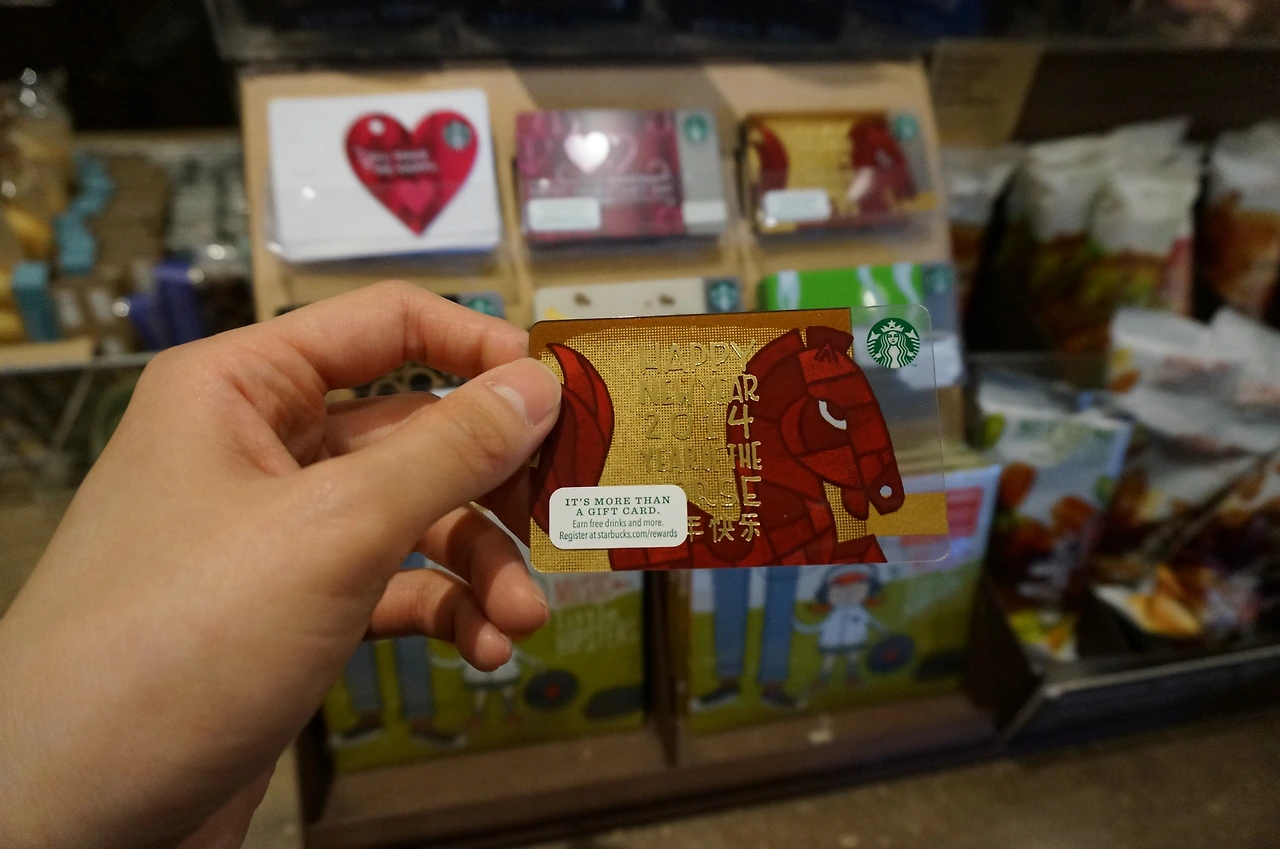 HAPPY
NEW YEAR
2014
YEAR OF THE
年快乐
IT'S MORE THAN
A GIFT CARD.
Earn free drinks and more.
Register at starbucks.com/rewards